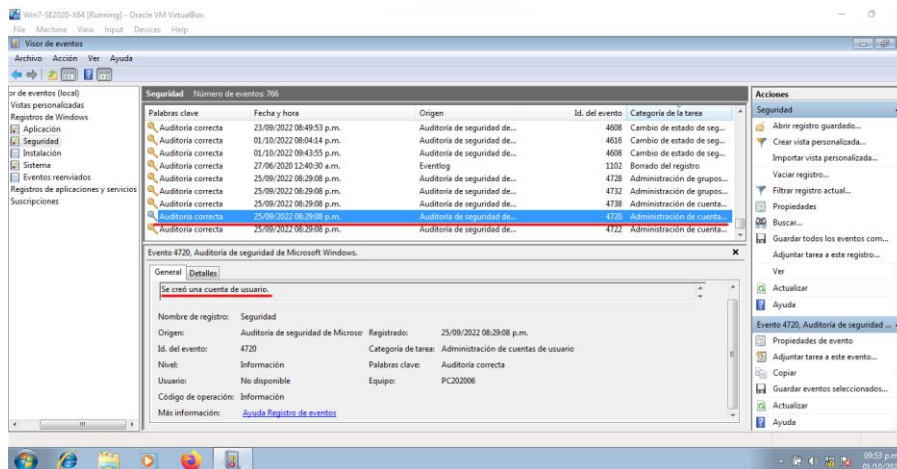 Win7-SE2020-X64 [Running] - Oracle VM VirtualBox
File Machine View Input Devices Help
Visor de eventos
Archivo Acción Ver Ayuda
or de eventos (local)
Vistas personalizadas
Registros de Windows
Aplicación
Seguridad
Instalación
Sistema
Eventos reenviados
Registros de aplicaciones y servicios
Suscripciones
Seguridad Número de eventos: 766
Palabras clave Fecha y hora Origen Id. del evento Categoría de la tarea
Auditoría correcta 23/09/2022 08:49:53 p.m. Auditoría de seguridad de... 4608 Cambio de estado de seg...
Auditoría correcta 01/10/2022 08:04:14 p.m. Auditoría de seguridad de... 4616 Cambio de estado de seg...
Auditoría correcta 01/10/2022 09:43:55 p.m. Auditoría de seguridad de... 4608 Cambio de estado de seg...
Auditoría correcta 27/06/2020 12:40:30 a.m. Eventlog 1102 Borrado del registro
Auditoría correcta 25/09/2022 08:29:08 p.m. Auditoría de seguridad de... 4728 Administración de grupos...
Auditoría correcta 25/09/2022 08:29:08 p.m. Auditoría de seguridad de... 4732 Administración de grupos...
Auditoría correcta 25/09/2022 08:29:08 p.m. Auditoría de seguridad de... 4738 Administración de cuenta...
Auditoría correcta 25/09/2022 08:29:08 p.m. Auditoría de seguridad de... 4720 Administración de cuenta...
Auditoría correcta 25/09/2022 08:29:08 p.m. Auditoría de seguridad de... 4722 Administración de cuenta...
Evento 4720, Auditoría de seguridad de Microsoft Windows.
General Detalles
Se creó una cuenta de usuario.
Nombre de registro: Seguridad
Origen: Auditoría de seguridad de Microso Registrado: 25/09/2022 08:29:08 p.m.
Id. del evento: 4720 Categoría de tarea: Administración de cuentas de usuario
Nivel: Información Palabras clave: Auditoría correcta
Usuario: No disponible Equipo: PC202006
Código de operación: Información
Más información: Ayuda Registro de eventos
Acciones
Seguridad
Abrir registro guardado...
Crear vista personalizada...
Importar vista personalizada...
Vaciar registro...
Filtrar registro actual...
Propiedades
Buscar...
Guardar todos los eventos com...
Adjuntar tarea a este registro...
Ver
Actualizar
Ayuda
Evento 4720, Auditoría de seguridad ...
Propiedades de evento
Adjuntar tarea a este evento...
Copiar
Guardar eventos seleccionados...
Actualizar
Ayuda
09:53 p.m